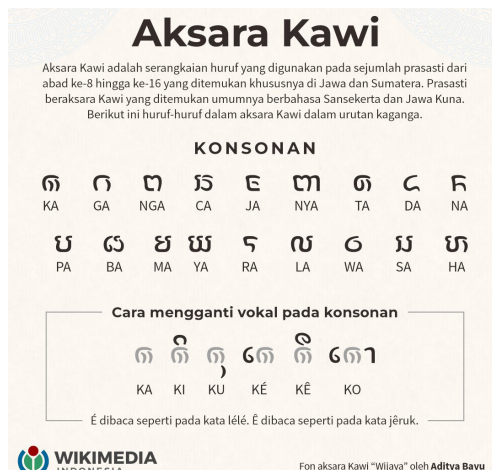 Aksara Kawi
Aksara Kawi adalah serangkaian huruf yang digunakan pada sejumlah prasasti dari
abad ke-8 hingga ke-16 yang ditemukan khususnya di Jawa dan Sumatera. Prasasti
beraksara Kawi yang ditemukan umumnya berbahasa Sansekerta dan Jawa Kuna.
Berikut ini huruf-huruf dalam aksara Kawi dalam urutan kaganga.
KONSONAN
KA GA NGA CA JA NYA TA DA NA
PA BA MA YA RA LA WA SA HA
Cara mengganti vokal pada konsonan
KA KI KU KÉ KÊ KO
É dibaca seperti pada kata lélé. Ê dibaca seperti pada kata jêruk.
WIKIMEDIA
INDONESIA
Fon aksara Kawi “Wijaya” oleh Aditya Bayu